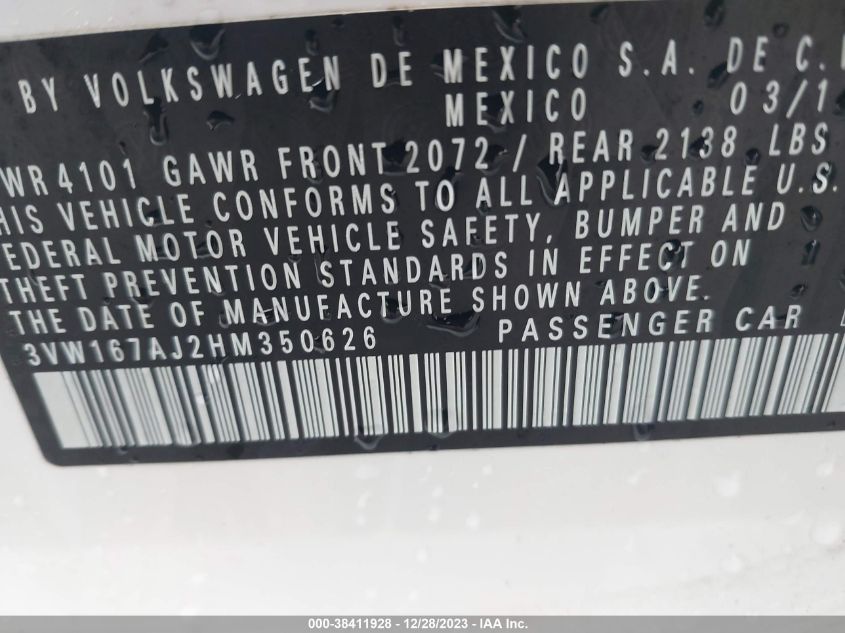 BY VOLKSWAGEN DE MEXICO S.A. DE C.
MEXICO 03/1
WR4101 GAWR FRONT 2072 / REAR 2138 LBS
HIS VEHICLE CONFORMS TO ALL APPLICABLE U.S.
EDERAL MOTOR VEHICLE SAFETY, BUMPER AND
THEFT PREVENTION STANDARDS IN EFFECT ON
THE DATE OF MANUFACTURE SHOWN ABOVE.
3VW167AJ2HM350626 PASSENGER CAR
000-38411928 - 12/28/2023 - © IAA Inc.